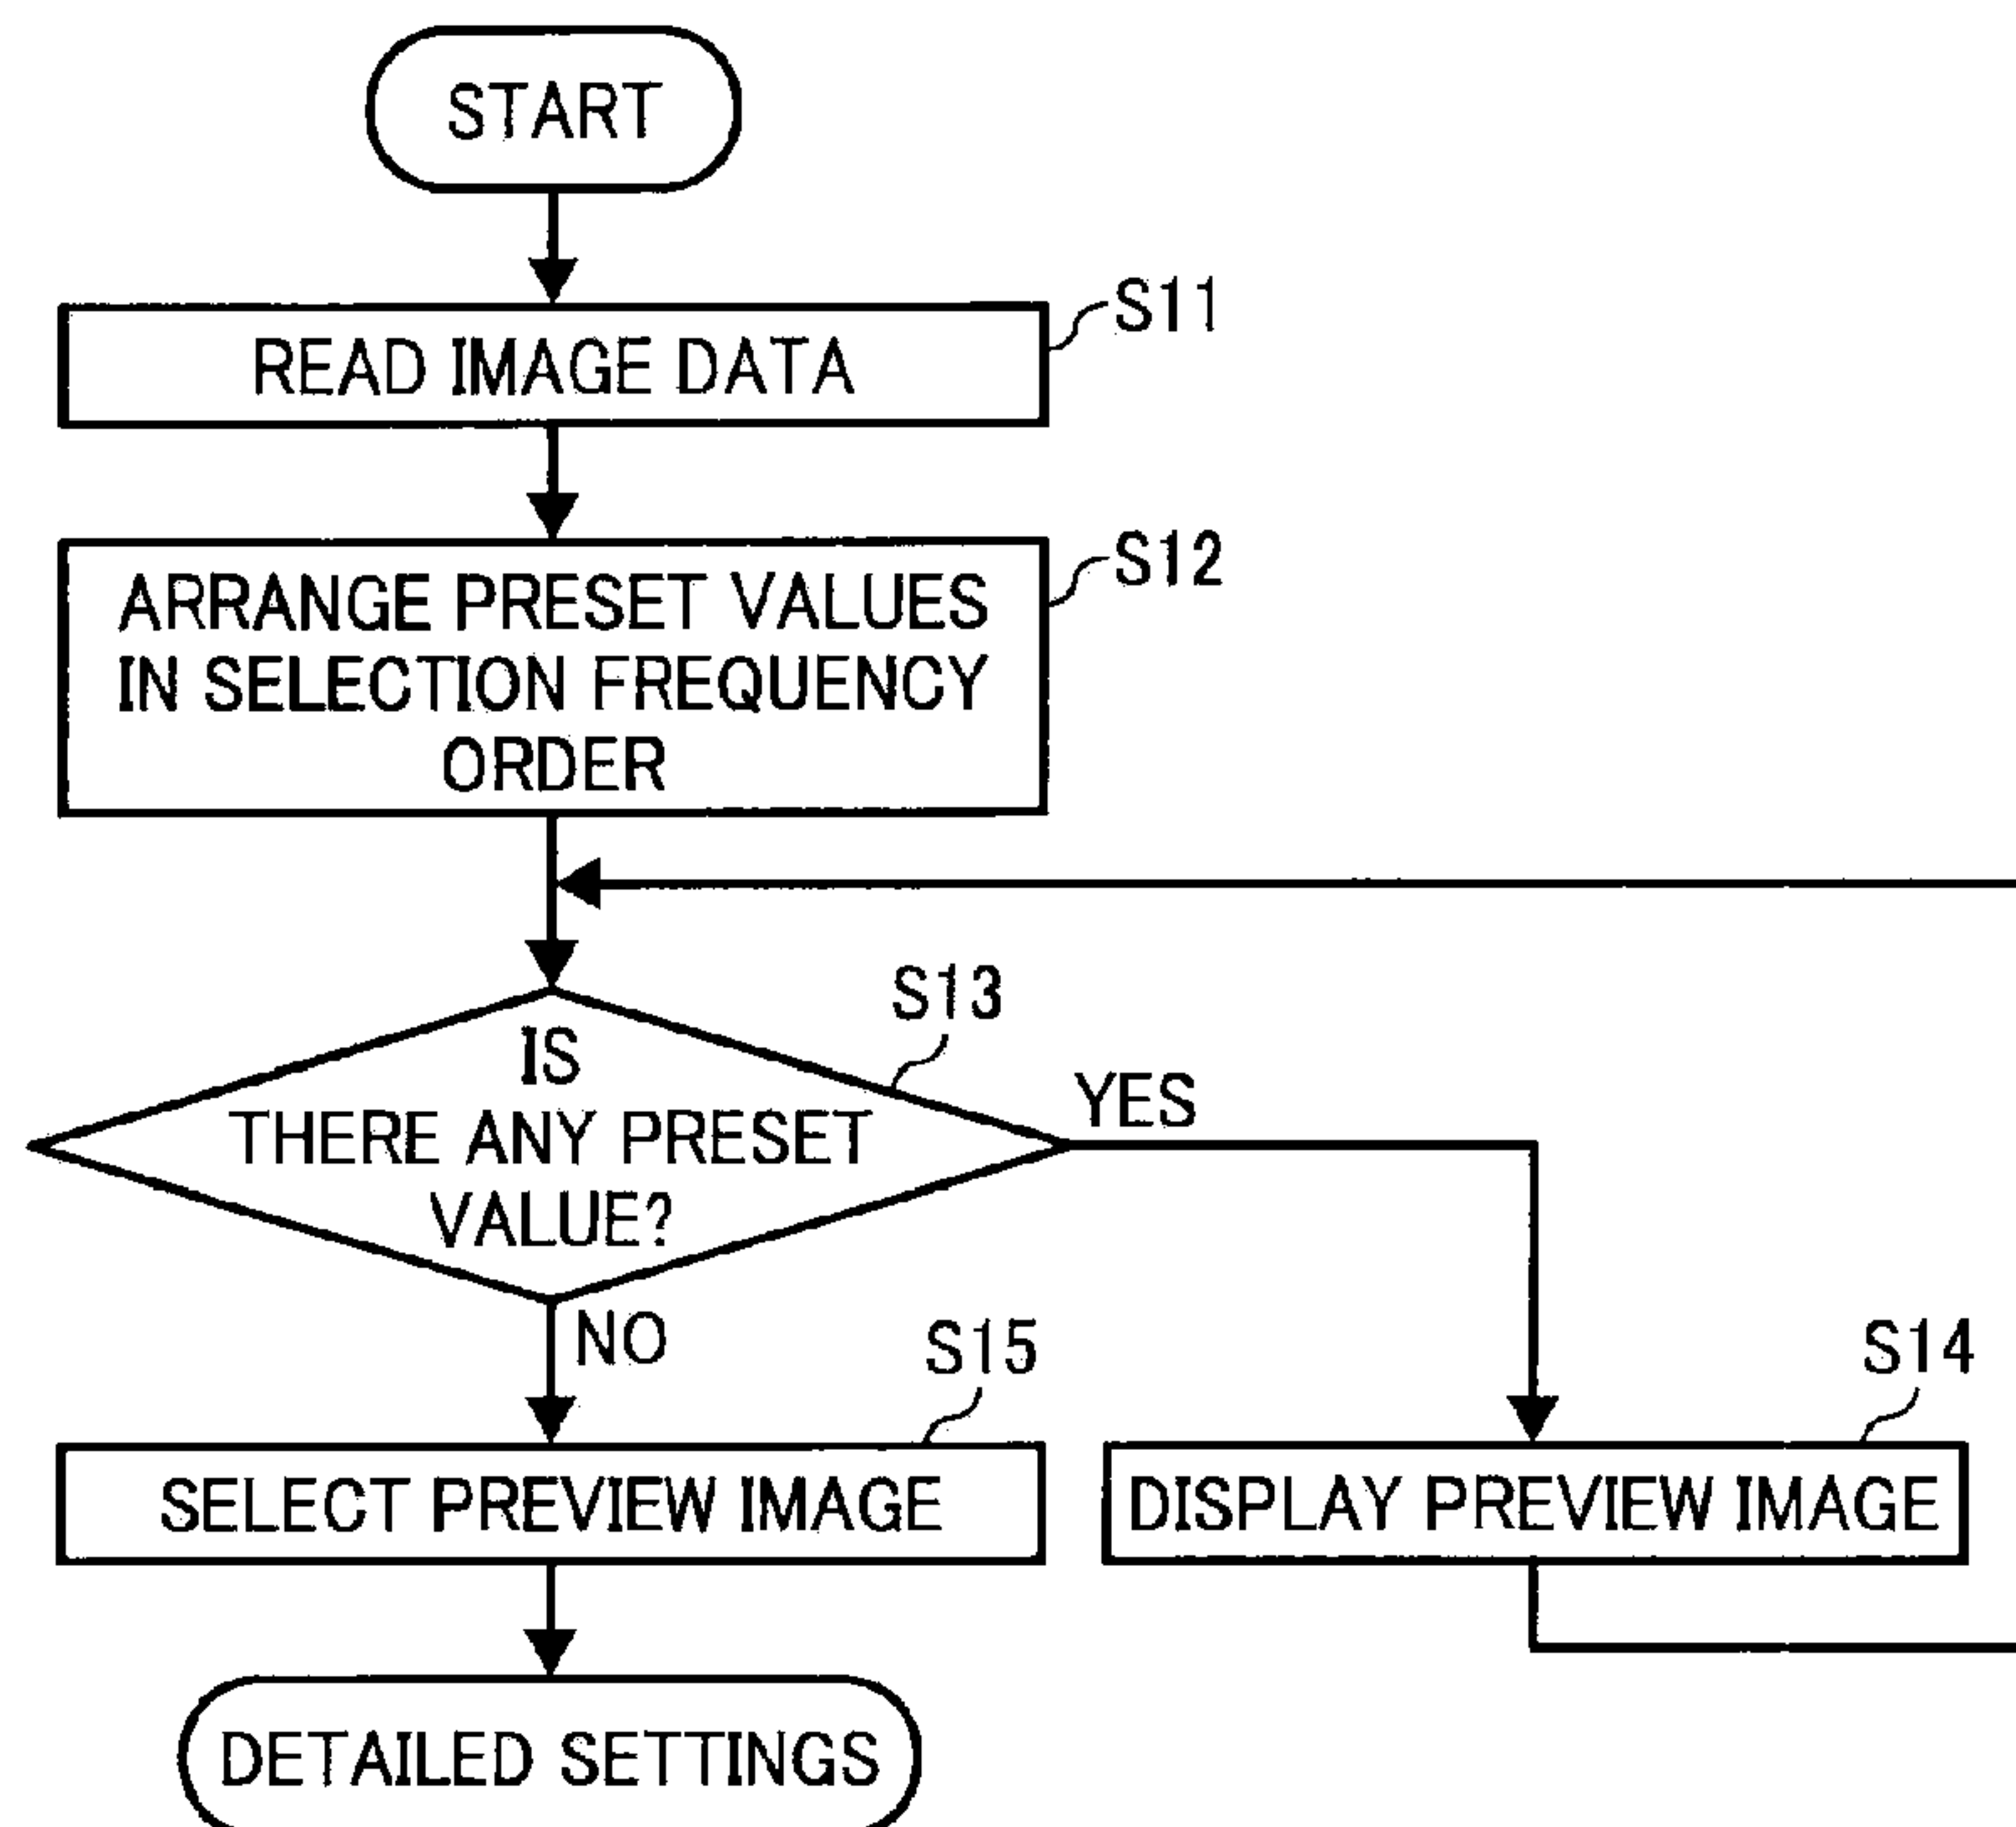 START
S11
READ IMAGE DATA
S12
ARRANGE PRESET VALUES
IN SELECTION FREQUENCY
ORDER
S13
IS
THERE ANY PRESET
VALUE?
YES
NO
S15
SELECT PREVIEW IMAGE
S14
DISPLAY PREVIEW IMAGE
DETAILED SETTINGS